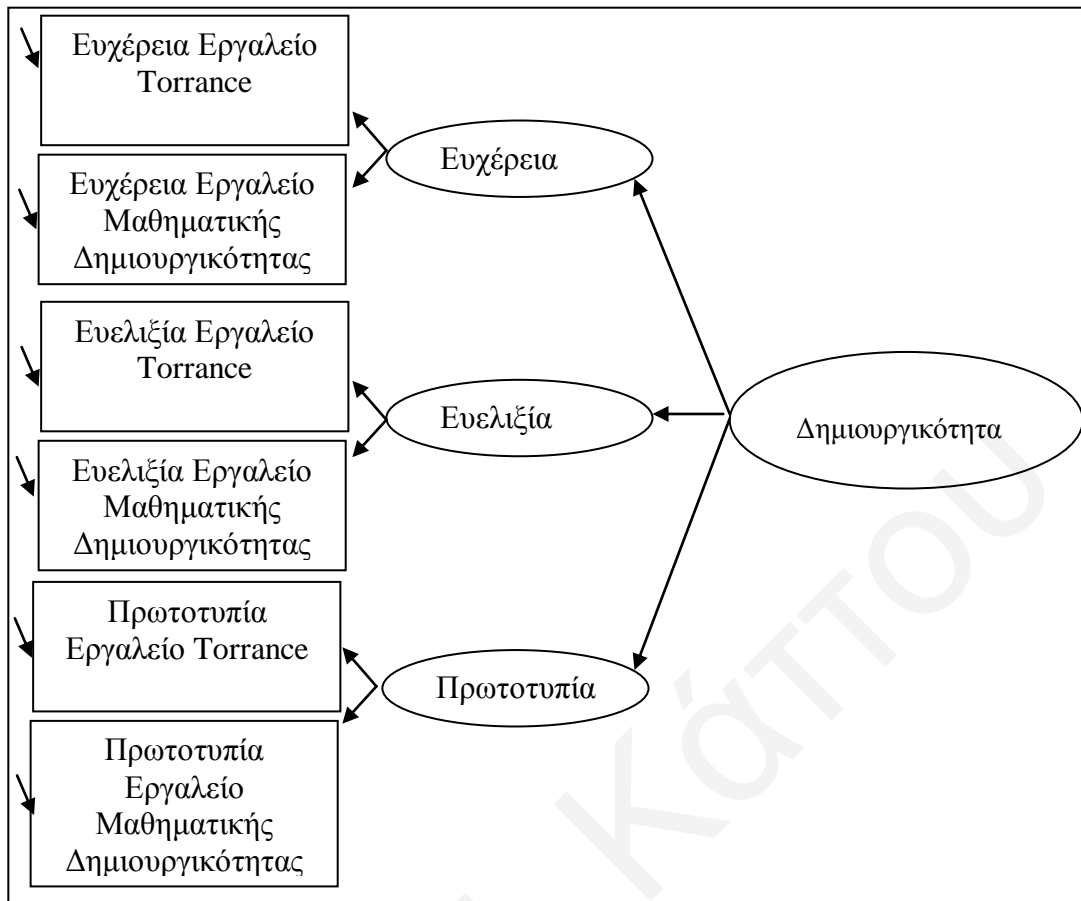 Ευχέρεια Εργαλείο
Torrance
Ευχέρεια Εργαλείο
Μαθηματικής
Δημιουργικότητας
Ευελιξία Εργαλείο
Torrance
Ευελιξία Εργαλείο
Μαθηματικής
Δημιουργικότητας
Πρωτοτυπία
Εργαλείο Torrance
Πρωτοτυπία
Εργαλείο
Μαθηματικής
Δημιουργικότητας
Ευχέρεια
Ευελιξία
Πρωτοτυπία
Δημιουργικότητα
Κάττου